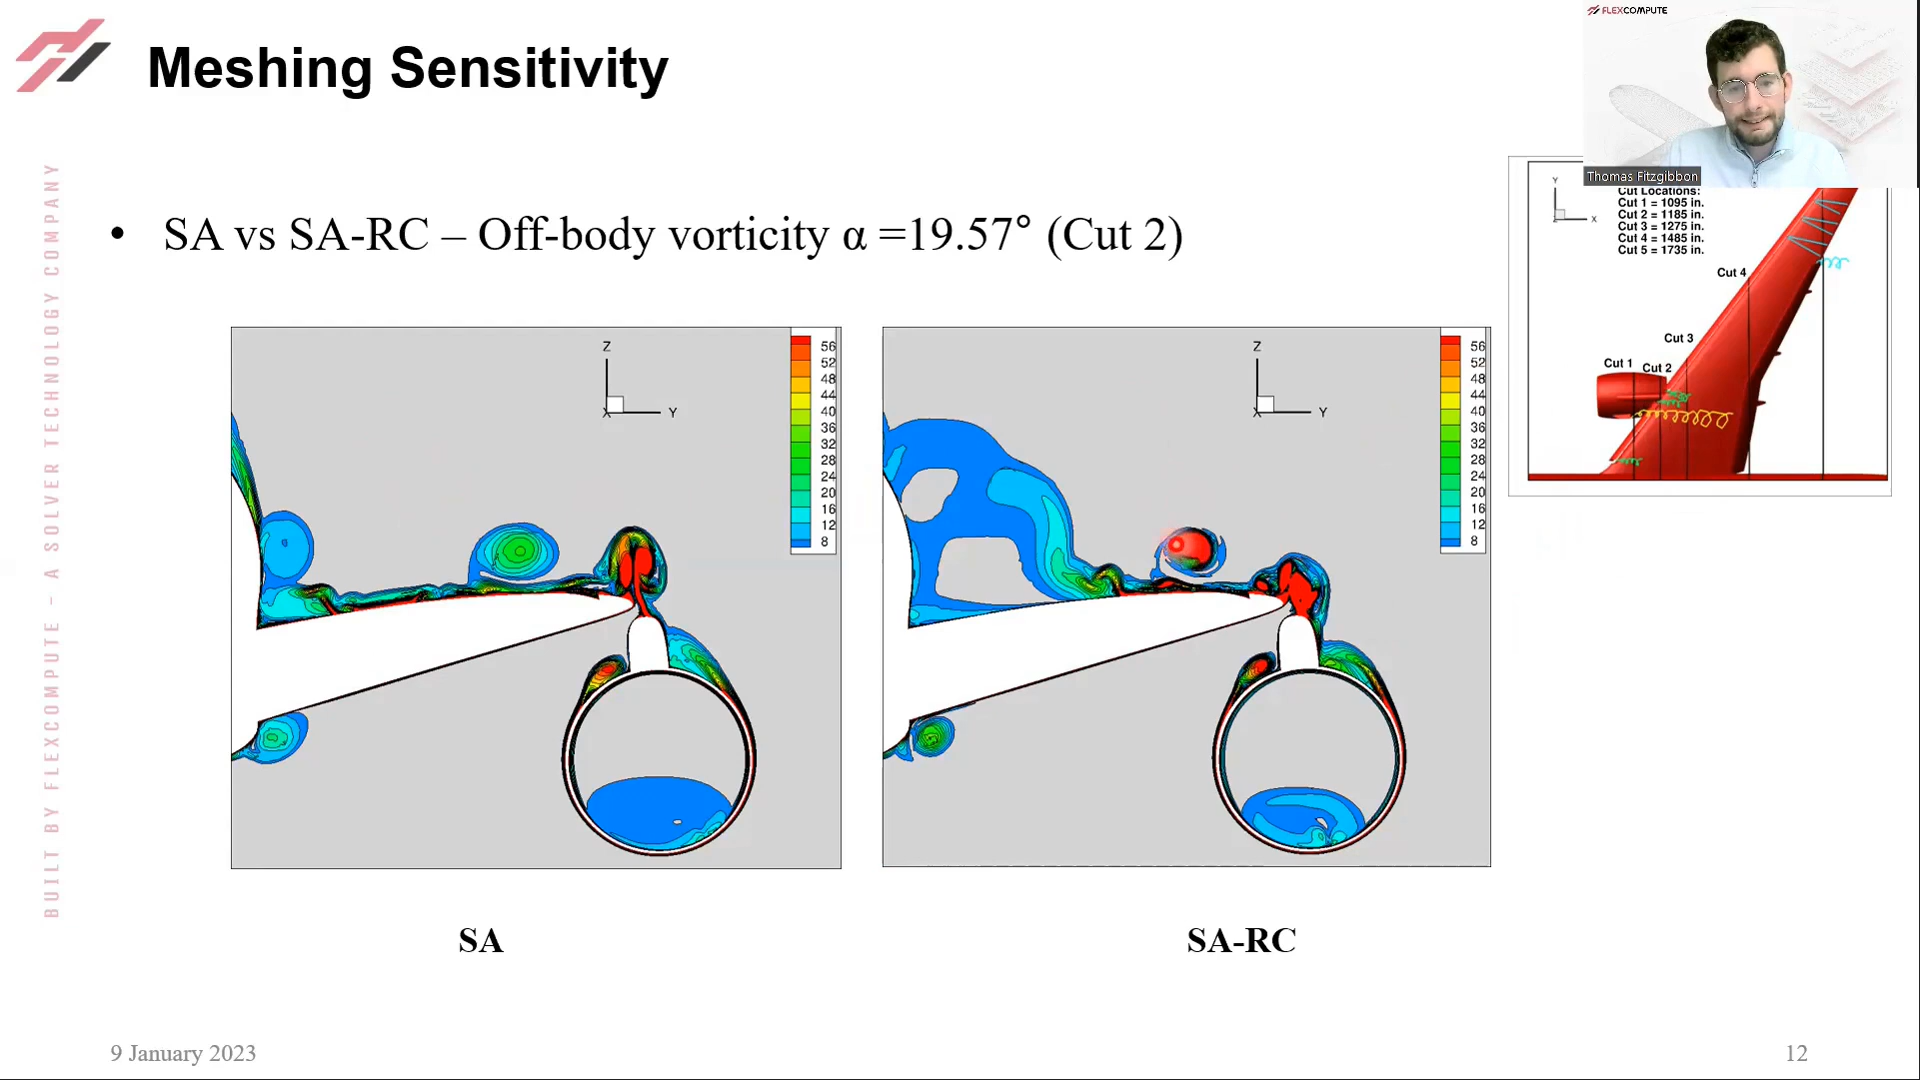 Meshing Sensitivity
FLEXCOMPUTE
Thomas Fitzgibbon
BUILT BY FLEXCOMPUTE – A SOLVER TECHNOLOGY COMPANY
• SA vs SA-RC – Off-body vorticity α =19.57° (Cut 2)
Y
X
Z
Cut Locations:
Cut 1 = 1095 in.
Cut 2 = 1185 in.
Cut 3 = 1275 in.
Cut 4 = 1485 in.
Cut 5 = 1735 in.
Cut 4
Cut 3
Cut 1
Cut 2
Z
X
Y
56
52
48
44
40
36
32
28
24
20
16
12
8
Z
X
Y
56
52
48
44
40
36
32
28
24
20
16
12
8
SA
SA-RC
9 January 2023
12